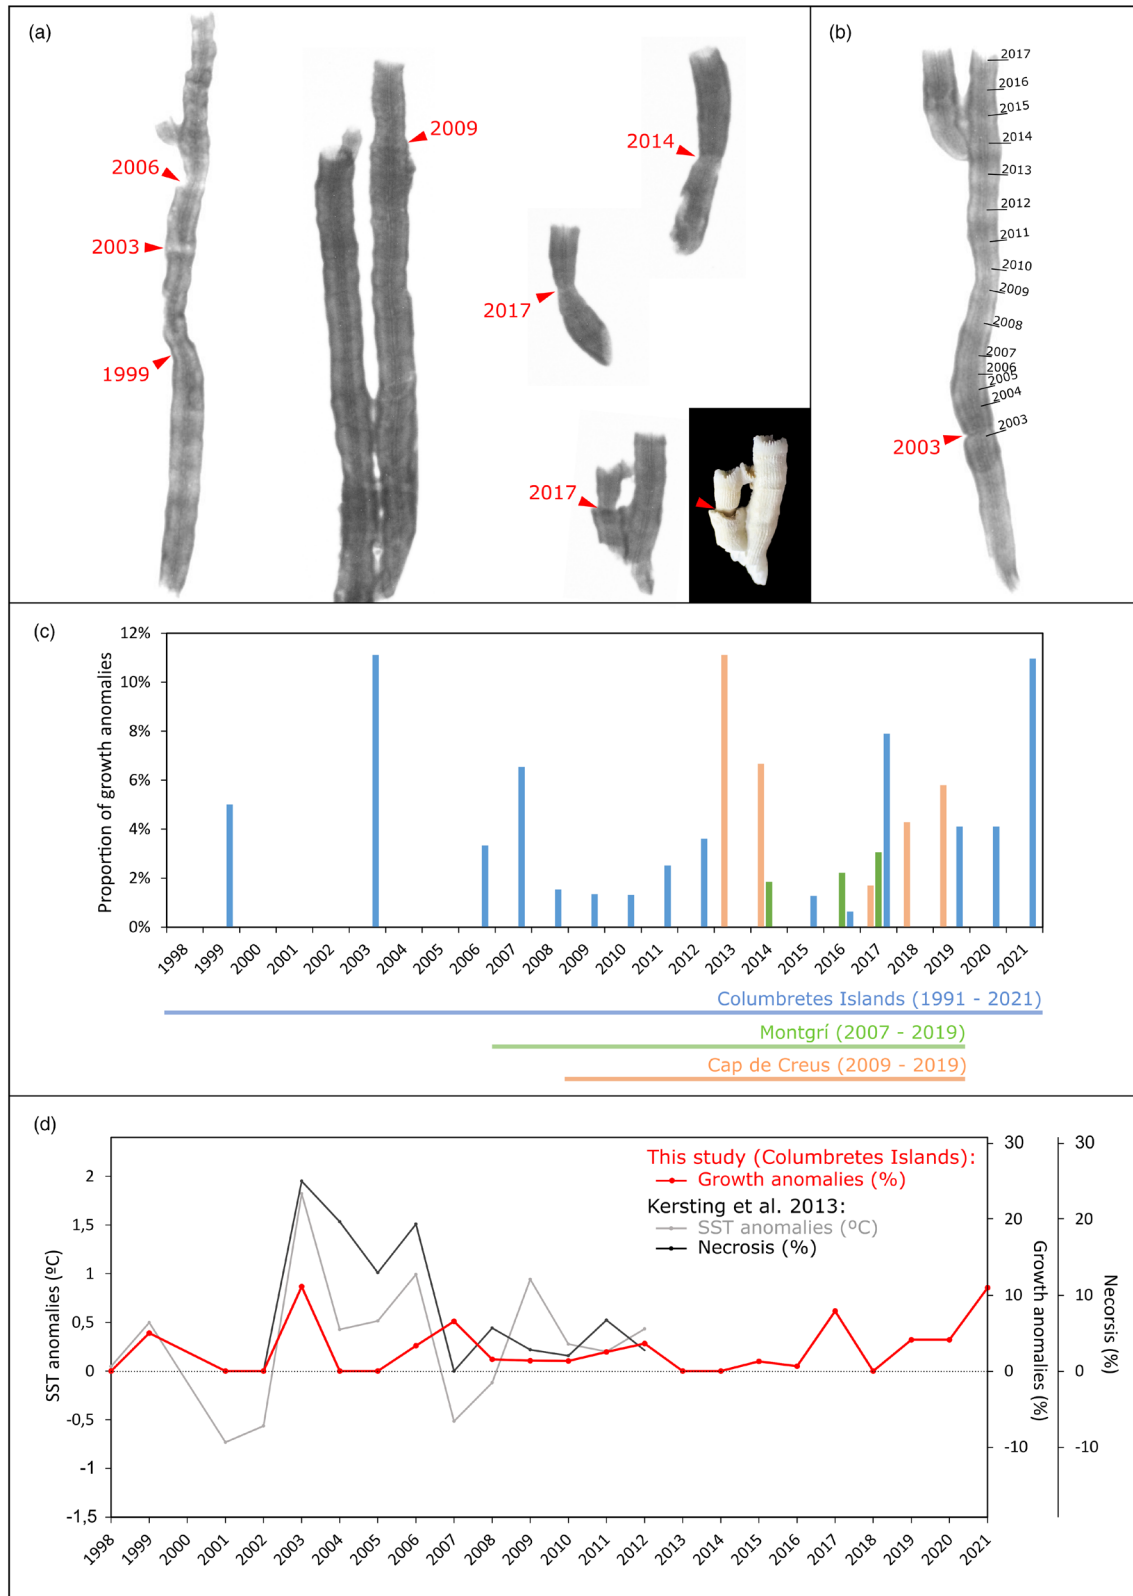 (a)
2006
2003
1999
2009
2014
2017
2017
(b)
2017
2016
2015
2014
2013
2012
2011
2010
2009
2008
2007
2006
2005
2004
2003
2003
(c)
Proportion of growth anomalies
12%
10%
8%
6%
4%
2%
0%
1998 1999 2000 2001 2002 2003 2004 2005 2006 2007 2008 2009 2010 2011 2012 2013 2014 2015 2016 2017 2018 2019 2020 2021
Columbretes Islands (1991 - 2021)
Montgrí (2007 - 2019)
Cap de Creus (2009 - 2019)
(d)
SST anomalies (ºC)
2
1,5
1
0,5
0
-0,5
-1
-1,5
This study (Columbretes Islands):
Growth anomalies (%)
Kersting et al. 2013:
SST anomalies (ºC)
Necrosis (%)
30
20
10
0
-10
Growth anomalies (%)
30
20
10
0
-10
Necorsis (%)
1998 1999 2000 2001 2002 2003 2004 2005 2006 2007 2008 2009 2010 2011 2012 2013 2014 2015 2016 2017 2018 2019 2020 2021